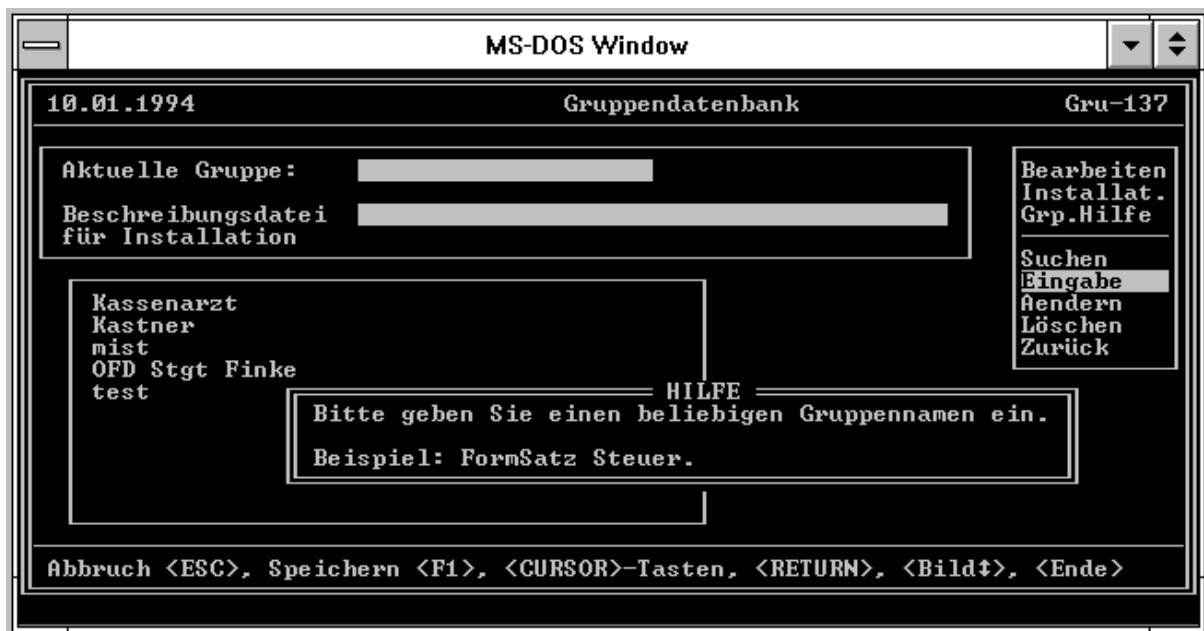 MS-DOS Window
10.01.1994 Gruppendatenbank Gru-137
Aktuelle Gruppe:
Beschreibungsdatei
für Installation
Bearbeiten
Installat.
Grp.Hilfe
Suchen
Eingabe
Aendern
Löschen
Zurück
Kassenarzt
Kastner
mist
OFD Stgt Finke
test
HILFE
Bitte geben Sie einen beliebigen Gruppennamen ein.
Beispiel: FormSatz Steuer.
Abbruch <ESC>, Speichern <F1>, <CURSOR>-Tasten, <RETURN>, <Bild↕>, <Ende>